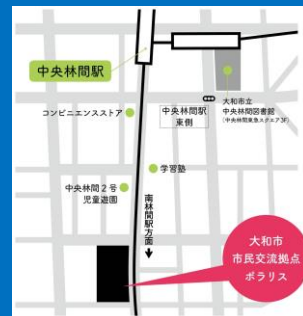 中央林間駅
コンビニエンスストア
中央林間駅
東側
大和市立
中央林間図書館
(中央林間東急スクエア3F)
学習塾
中央林間2号
児童遊園
南林間駅方面
大和市
市民交流拠点
ポラリス